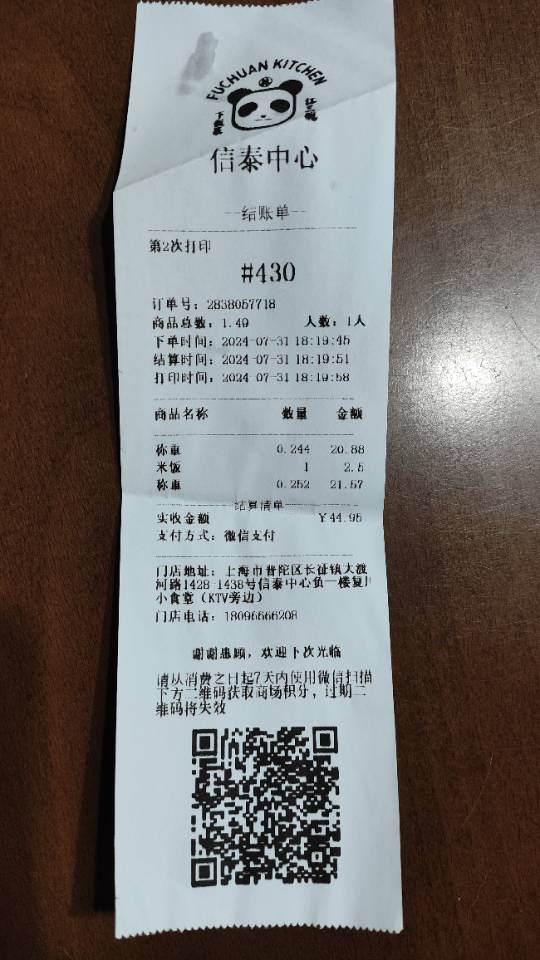 FUCHUAN KITCHEN
信泰中心
--结账单--
第2次打印
#430
订单号：2838057718
商品总数：1.49 人数：1人
下单时间：2024-07-31 18:19:45
结算时间：2024-07-31 18:19:51
打印时间：2024-07-31 18:19:58
商品名称 数量 金额
称重 0.244 20.88
米饭 1 2.5
称重 0.252 21.57
结算清单
实收金额 ￥44.95
支付方式：微信支付
门店地址：上海市普陀区长征镇大渡
河路1428-1438号信泰中心负一楼复川
小食堂（KTV旁边）
门店电话：18096666208
谢谢惠顾，欢迎下次光临
请从消费之日起7天内使用微信扫描
下方二维码获取商场积分，过期二
维码将失效